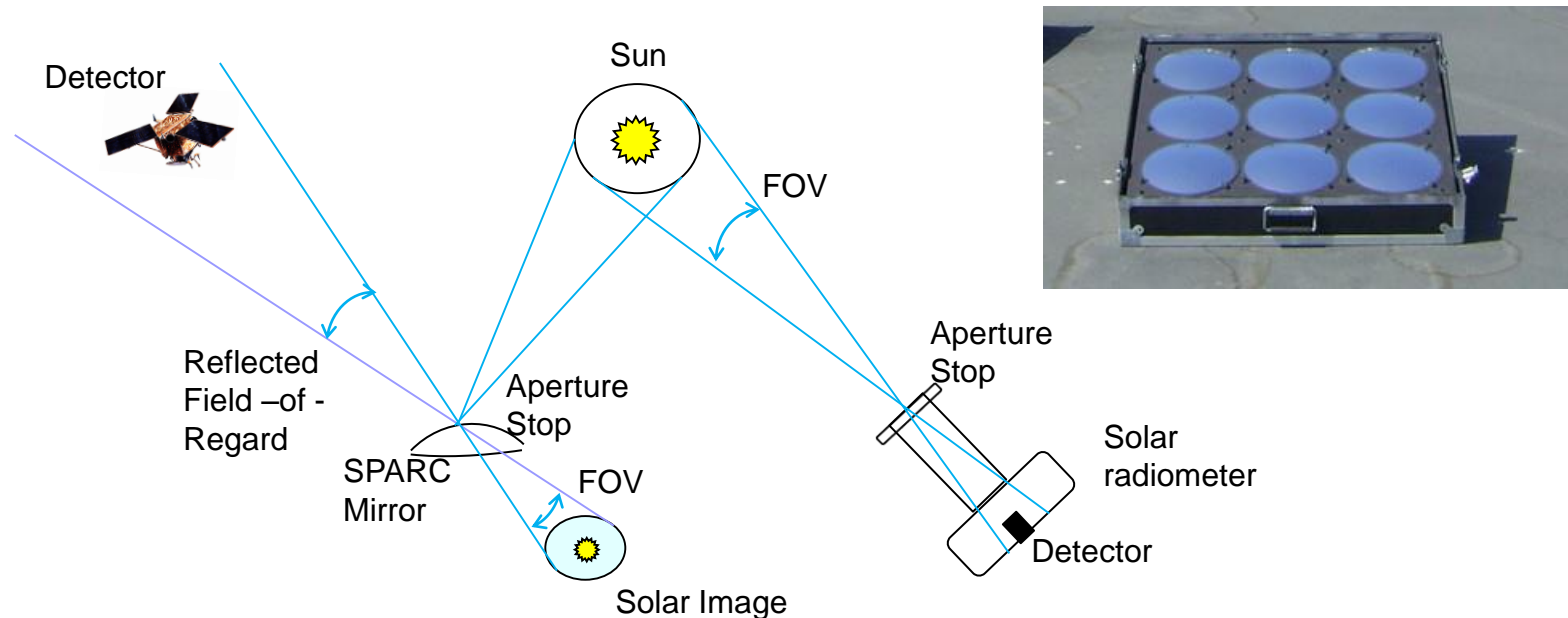 Detector
Sun
FOV
Reflected
Field –of -
Regard
Aperture
Stop
SPARC
Mirror
FOV
Solar Image
Aperture
Stop
Solar
radiometer
Detector